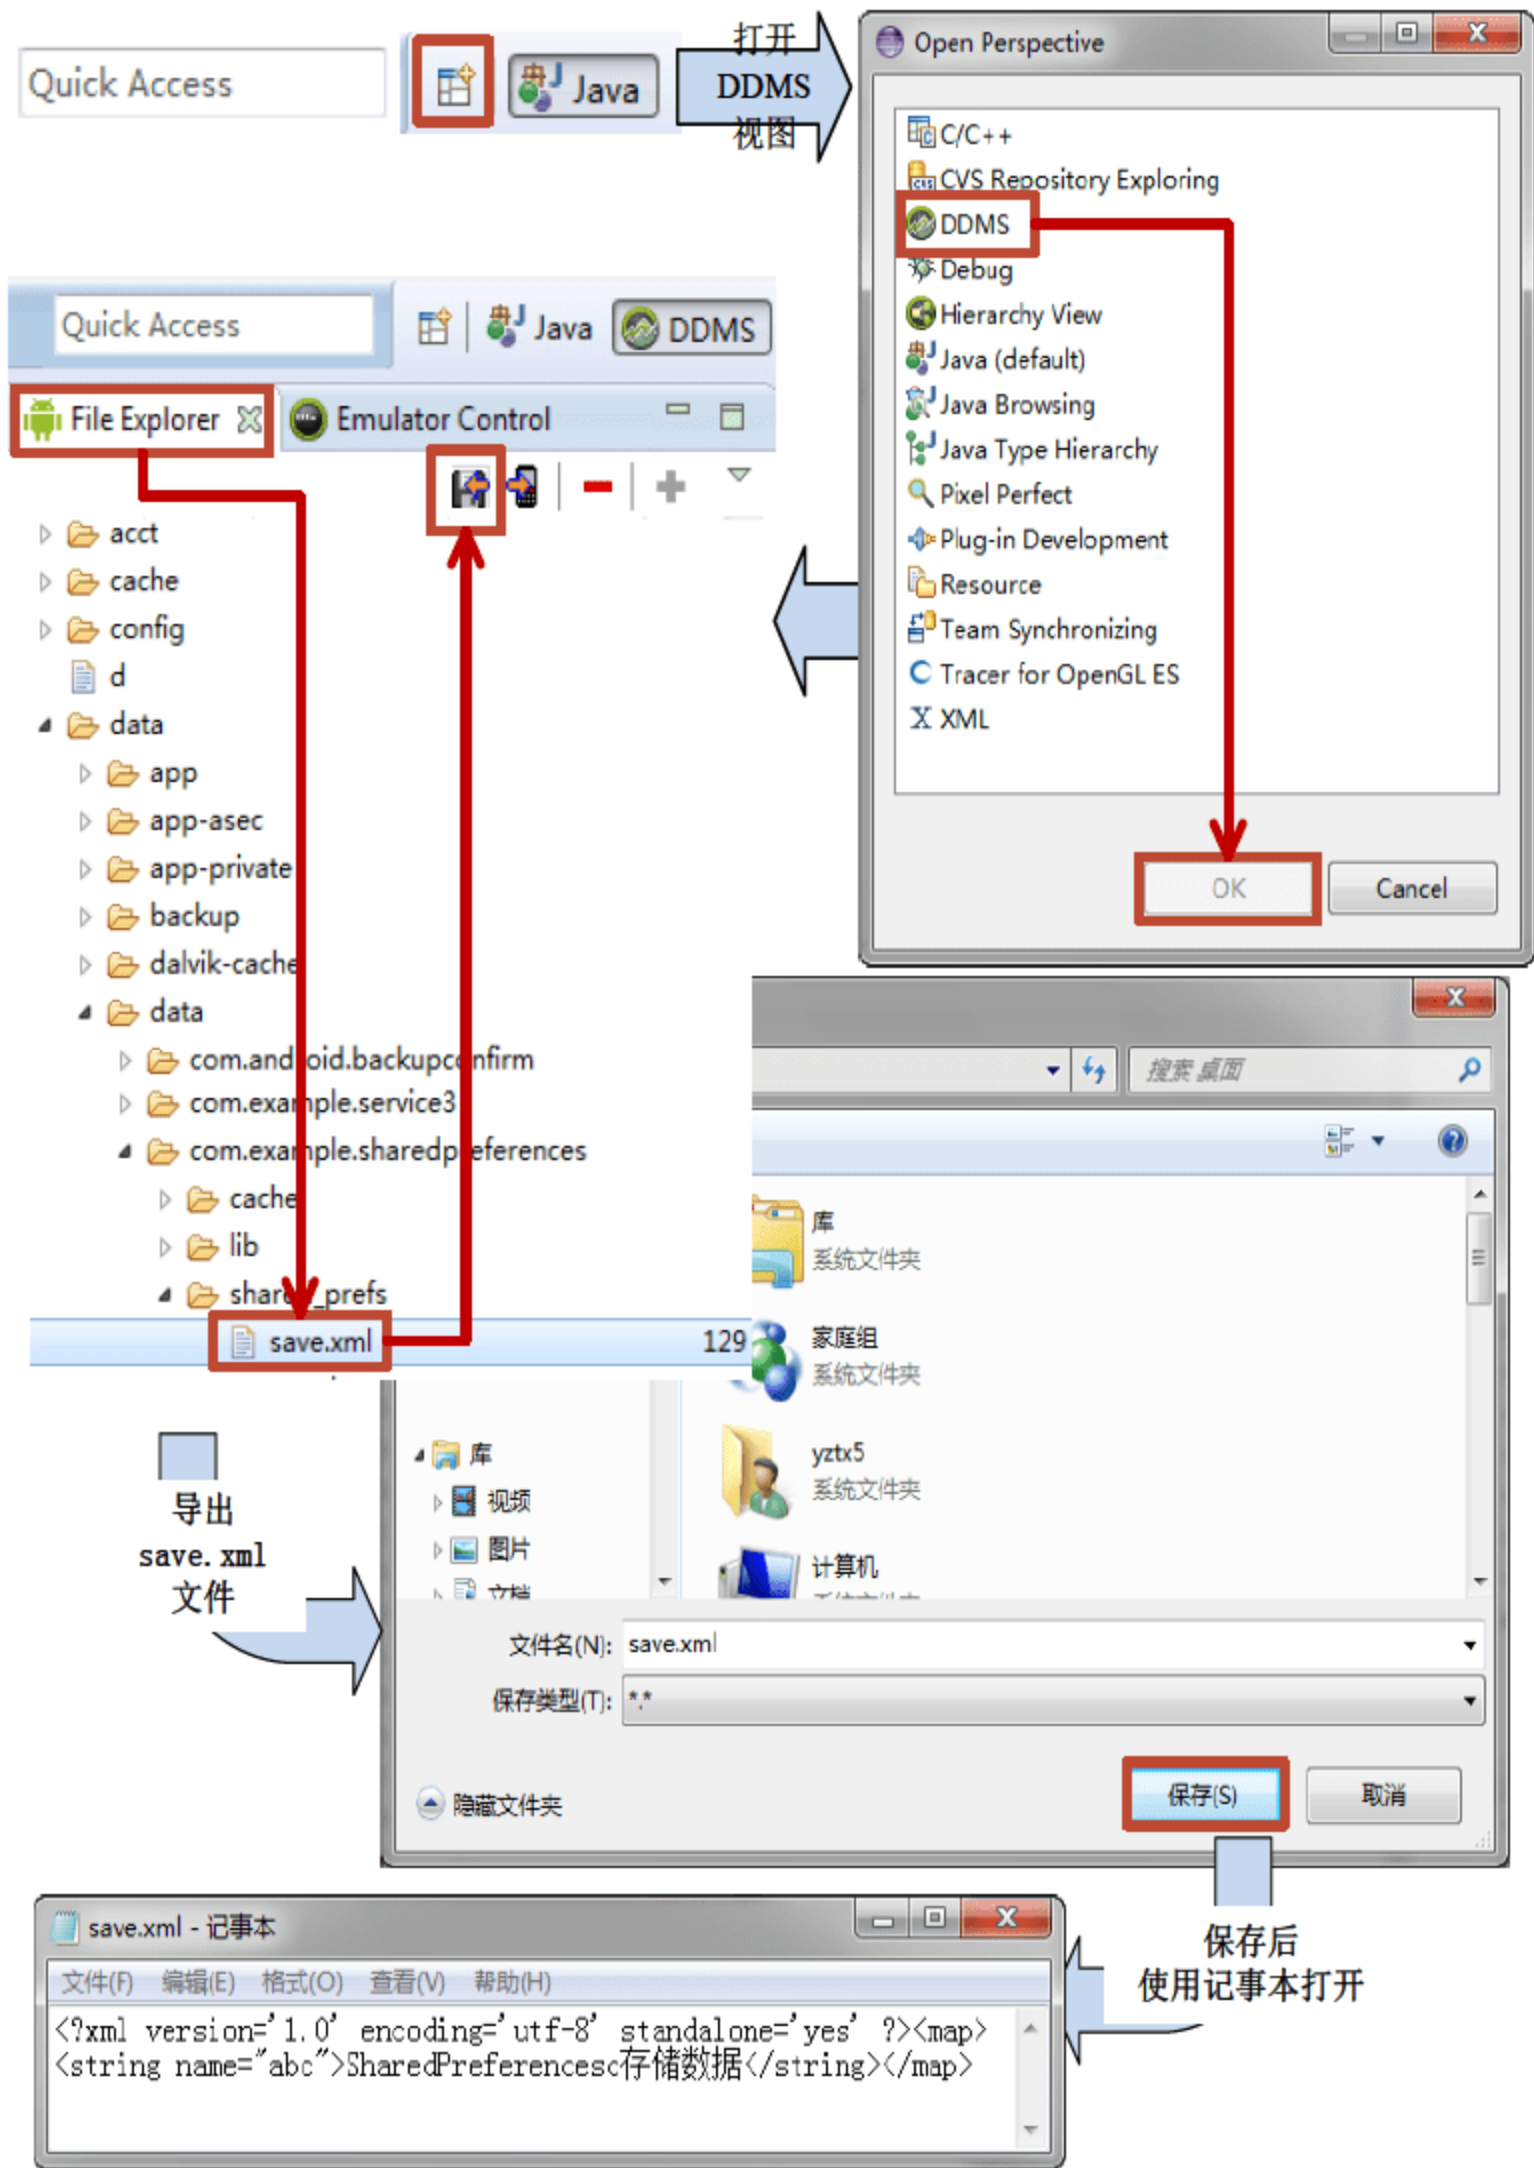 Quick Access
Java
打开
DDMS
视图
Open Perspective
C/C++
CVS Repository Exploring
DDMS
Debug
Hierarchy View
Java (default)
Java Browsing
Java Type Hierarchy
Pixel Perfect
Plug-in Development
Resource
Team Synchronizing
Tracer for OpenGL ES
XML
OK
Cancel
Quick Access
Java
DDMS
File Explorer
Emulator Control
acct
cache
config
d
data
app
app-asec
app-private
backup
dalvik-cache
data
com.android.backupconfirm
com.example.service3
com.example.sharedpreferences
cache
lib
shared_prefs
save.xml
129
导出
save.xml
文件
搜索 桌面
库
系统文件夹
家庭组
系统文件夹
yztx5
系统文件夹
计算机
库
视频
图片
文档
文件名(N):
save.xml
保存类型(T):
*.*
隐藏文件夹
保存(S)
取消
保存后
使用记事本打开
save.xml - 记事本
文件(F) 编辑(E) 格式(O) 查看(V) 帮助(H)
<?xml version='1.0' encoding='utf-8' standalone='yes' ?><map>
<string name="abc">SharedPreferencesc存储数据</string></map>